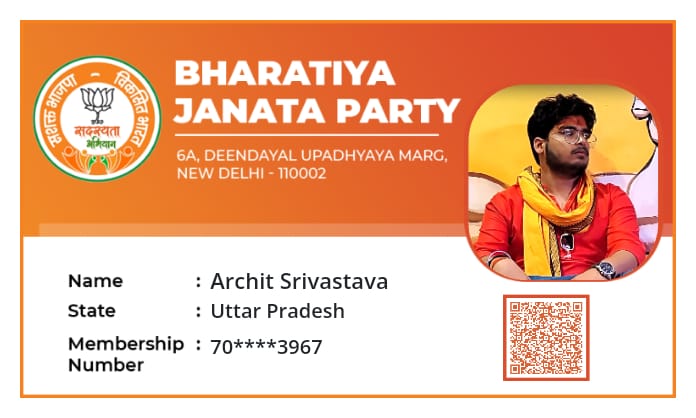 सशक्त भाजपा - विकसित भारत
भाजपा
सदस्यता
अभियान
BHARATIYA
JANATA PARTY
6A, DEENDAYAL UPADHYAYA MARG,
NEW DELHI - 110002
Name : Archit Srivastava
State : Uttar Pradesh
Membership : 70****3967
Number